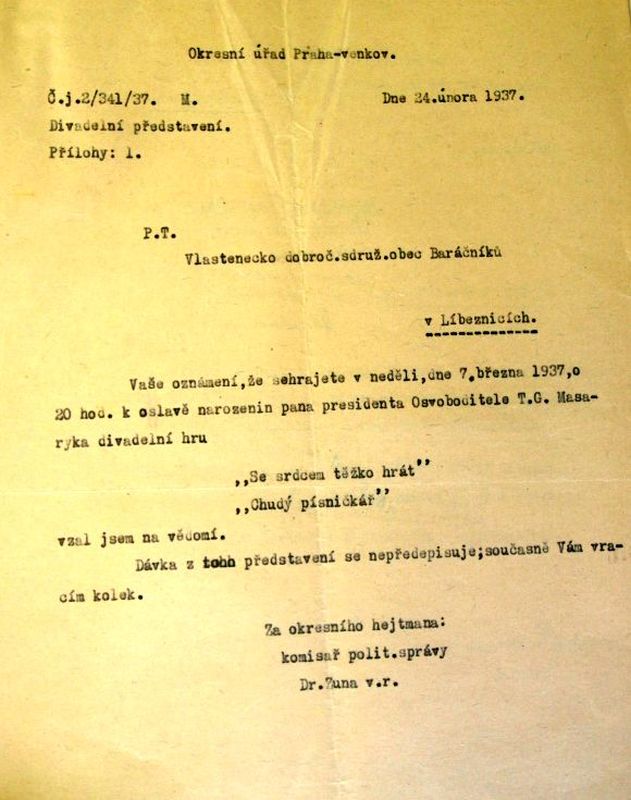 Okresní úřad Praha-venkov.
Č.j.2/341/37. M. Dne 24.února 1937.
Divadelní představení.
Přílohy: 1.
P.T.
Vlastenecko dobroč.sdruž.obec Baráčníků
v Líbeznicích.
Vaše oznámení,že sehrajete v neděli,dne 7.března 1937,o
20 hod. k oslavě narozenin pana presidenta Osvoboditele T.G. Masa-
ryka divadelní hru
,,Se srdcem těžko hrát''
,,Chudý písničkář''
vzal jsem na vědomí.
Dávka z tohh představení se nepředepisuje;současně Vám vra-
cím kolek.
Za okresního hejtmana:
komisař polit.správy
Dr.Zuna v.r.